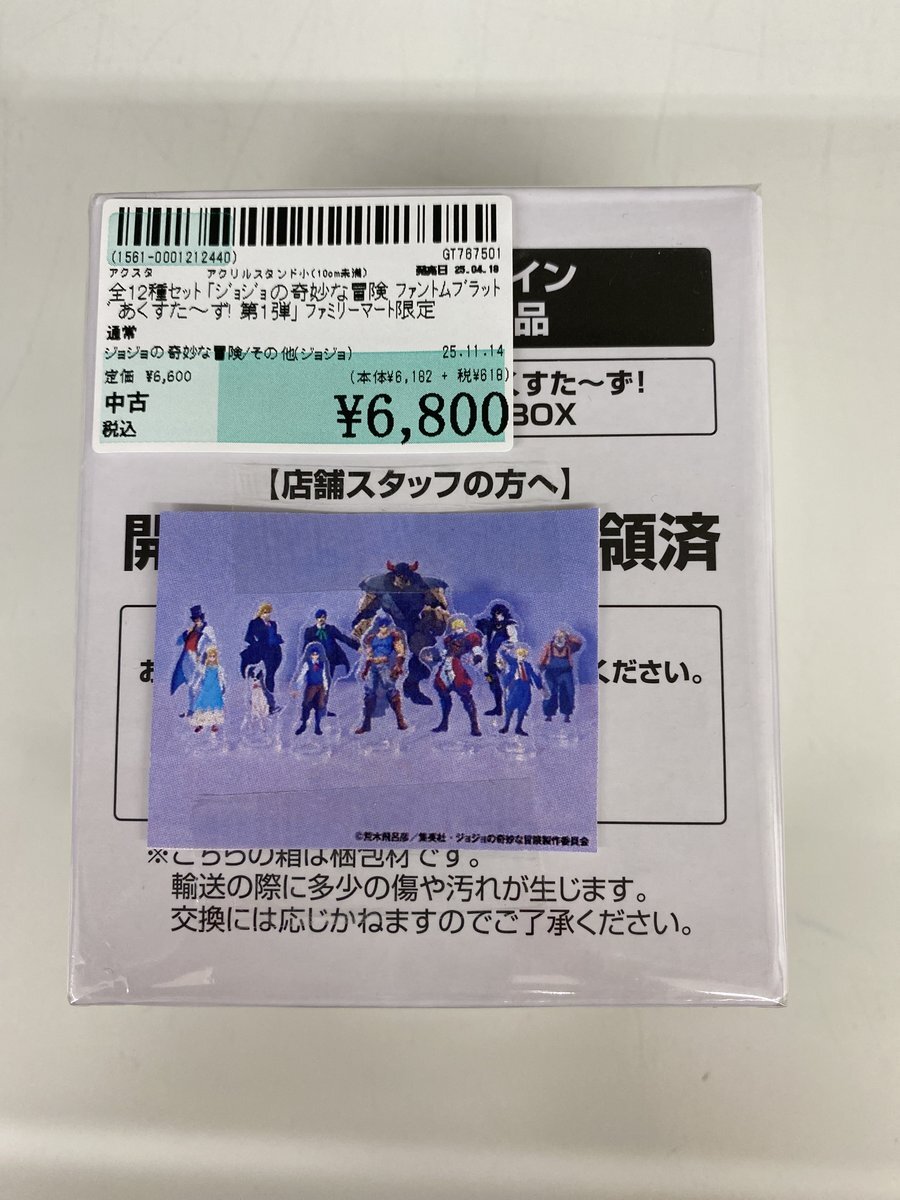 (1561-0001212440)
GT767501
アクスタ アクリルスタンド小(10cm未満) 発売日 25.04.18
全12種セット 「ジョジョの奇妙な冒険 ファントムブラッド
あくすた～ず! 第1弾」 ファミリーマート限定
通常
ジョジョの奇妙な冒険/その他(ジョジョ) 25.11.14
定価 ¥6,600 (本体¥6,182 + 税¥618)
中古
税込
¥6,800
イン
品
くすた～ず!
BOX
【店舗スタッフの方へ】
開 領済
お ください。
©荒木飛呂彦／集英社・ジョジョの奇妙な冒険製作委員会
※こちらの箱は梱包材です。
輸送の際に多少の傷や汚れが生じます。
交換には応じかねますのでご了承ください。